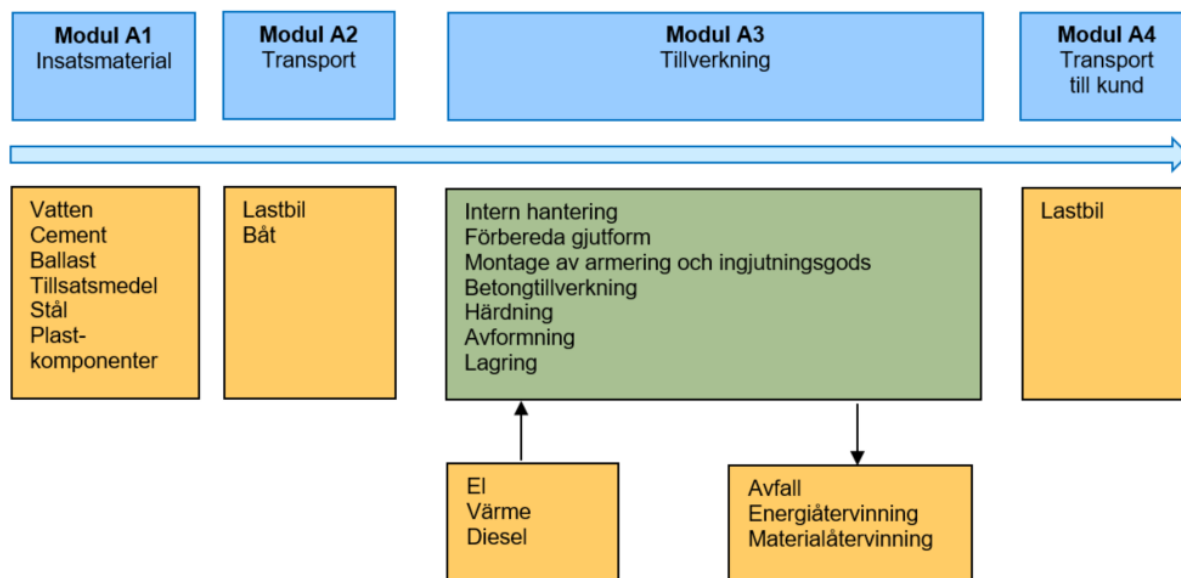 Modul A1
Insatsmaterial
Modul A2
Transport
Modul A3
Tillverkning
Modul A4
Transport
till kund
Vatten
Cement
Ballast
Tillsatsmedel
Stål
Plast-
komponenter
Lastbil
Båt
Intern hantering
Förbereda gjutform
Montage av armering och ingjutningsgods
Betongtillverkning
Härdning
Avformning
Lagring
Lastbil
El
Värme
Diesel
Avfall
Energiåtervinning
Materialåtervinning